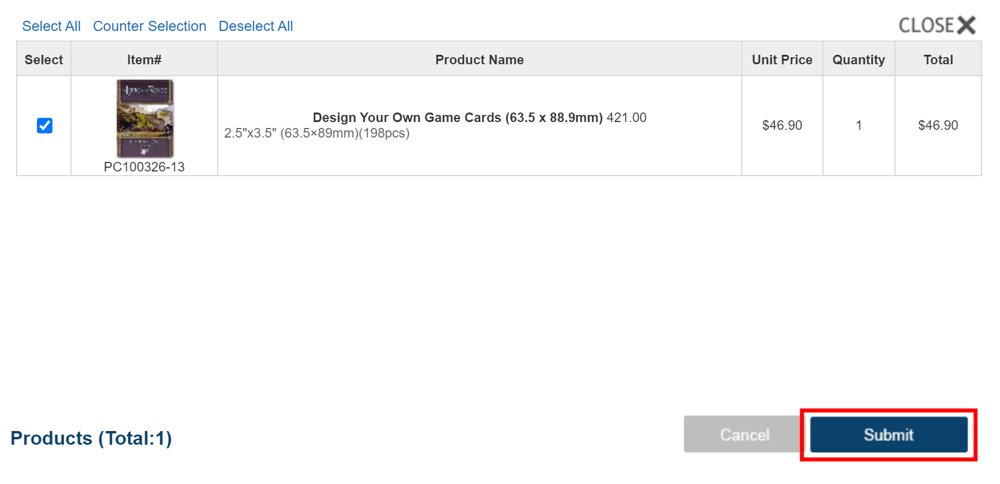 Select All Counter Selection Deselect All CLOSE
Select Item# Product Name Unit Price Quantity Total
Design Your Own Game Cards (63.5 x 88.9mm) 421.00
2.5"x3.5" (63.5×89mm)(198pcs)
$46.90 1 $46.90
PC100326-13
Products (Total:1)
Cancel Submit